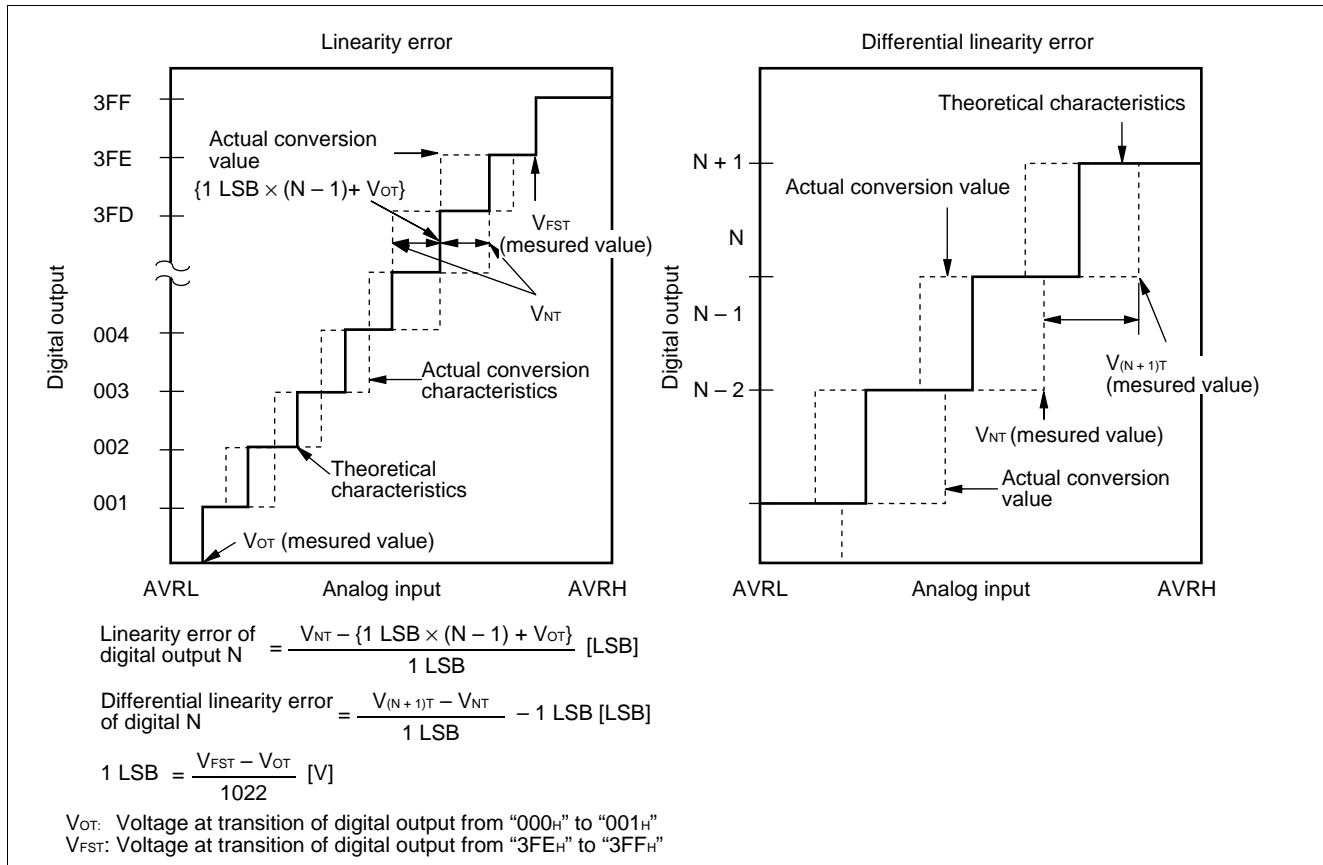 Linearity error
3FF
3FE
3FD
004
003
002
001
Digital output
Actual conversion
value
{1 LSB × (N – 1)+ VOT}
VFST
(mesured value)
VNT
Actual conversion
characteristics
Theoretical
characteristics
VOT (mesured value)
AVRL
Analog input
AVRH
Differential linearity error
Theoretical characteristics
N + 1
Actual conversion value
N
N – 1
N – 2
Digital output
V(N + 1)T
(mesured value)
VNT (mesured value)
Actual conversion
value
AVRL
Analog input
AVRH
Linearity error of
digital output N = VNT – {1 LSB × (N – 1) + VOT} / 1 LSB [LSB]
Differential linearity error
of digital N = V(N + 1)T – VNT / 1 LSB – 1 LSB [LSB]
1 LSB = VFST – VOT / 1022 [V]
VOT: Voltage at transition of digital output from “000H” to “001H”
VFST: Voltage at transition of digital output from “3FEH” to “3FFH”